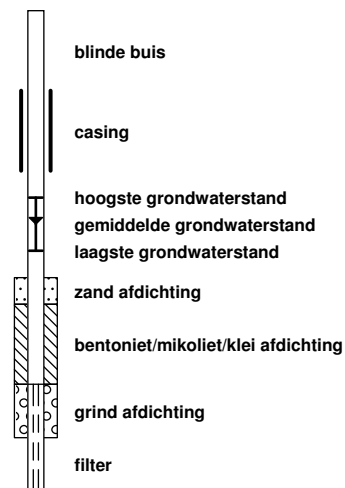 blinde buis
casing
hoogste grondwaterstand
gemiddelde grondwaterstand
laagste grondwaterstand
zand afdichting
bentoniet/mikoliet/klei afdichting
grind afdichting
filter